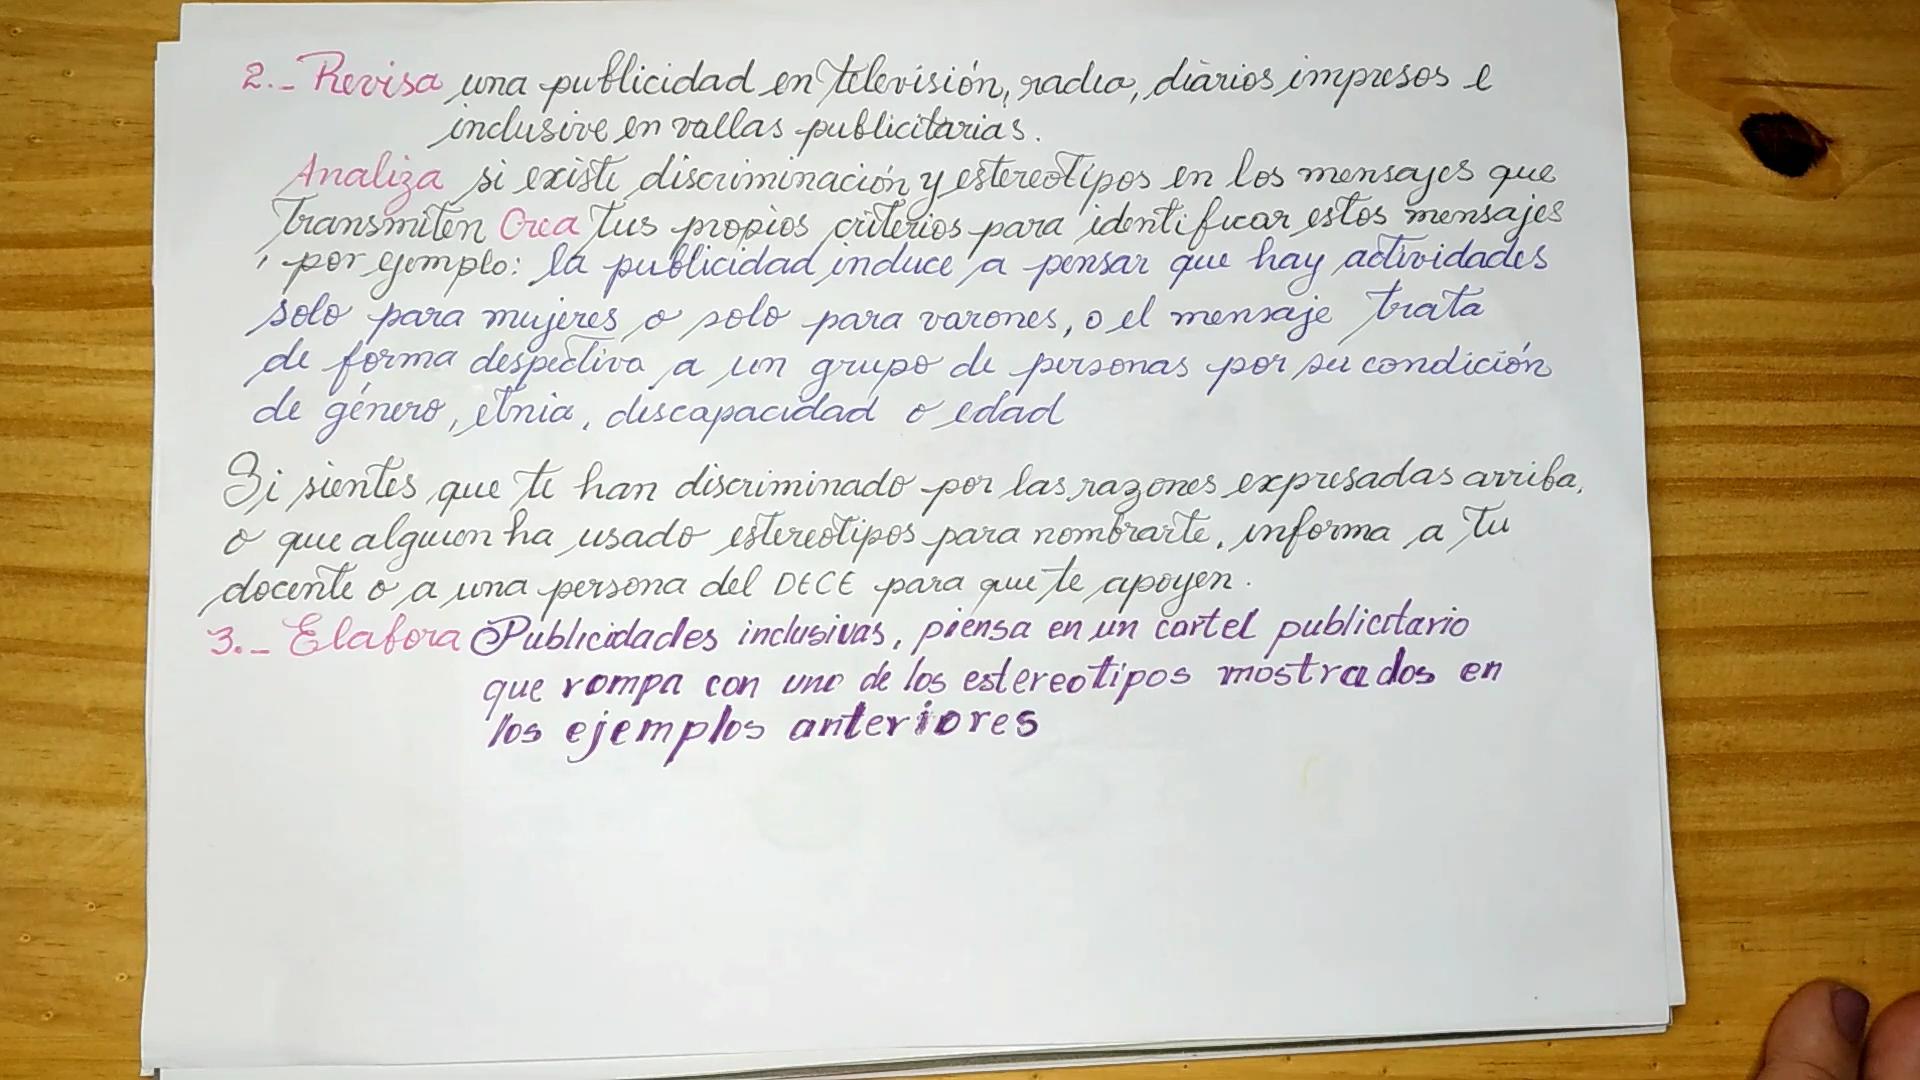 2._ Revisa una publicidad en televisión, radio, diarios impresos e
inclusive en vallas publicitarias.
Analiza si existe discriminación y estereotipos en los mensajes que
transmiten Crea tus propios criterios para identificar estos mensajes
, por ejemplo: la publicidad induce a pensar que hay actividades
solo para mujeres o solo para varones, o el mensaje trata
de forma despectiva a un grupo de personas por su condición
de género, etnia, discapacidad o edad
Si sientes que te han discriminado por las razones expresadas arriba,
o que alguien ha usado estereotipos para nombrarte, informa a tu
docente o a una persona del DECE para que te apoyen.
3._ Elabora Publicidades inclusivas, piensa en un cartel publicitario
que rompa con uno de los estereotipos mostrados en
los ejemplos anteriores